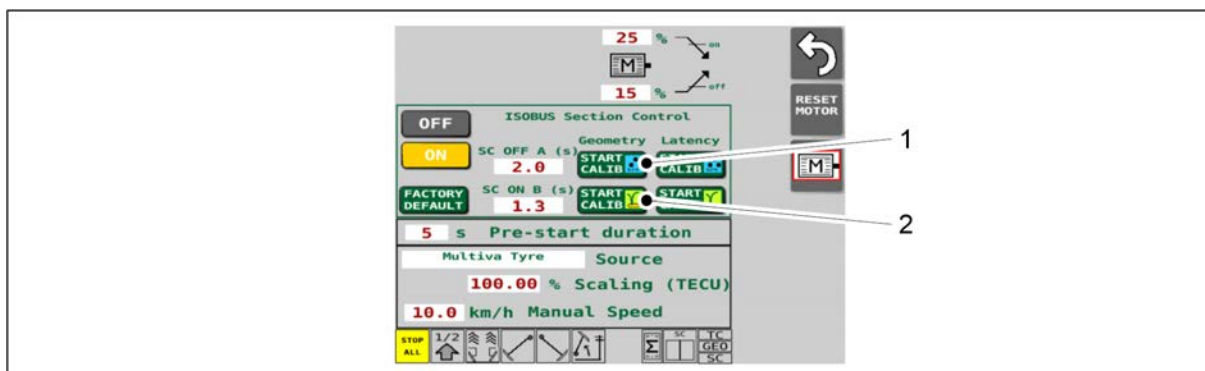 25 %
on
M
15 %
off
RESET
MOTOR
OFF
ISOBUS Section Control
Geometry Latency
ON
SC OFF A (s)
2.0
START
CALIB
CALIB
M
1
FACTORY
DEFAULT
SC ON B (s)
1.3
START
CALIB
START
2
5 s Pre-start duration
Multiva Tyre Source
100.00 % Scaling (TECU)
10.0 km/h Manual Speed
STOP
ALL
1/2
Σ
SC
TC
GEO
SC